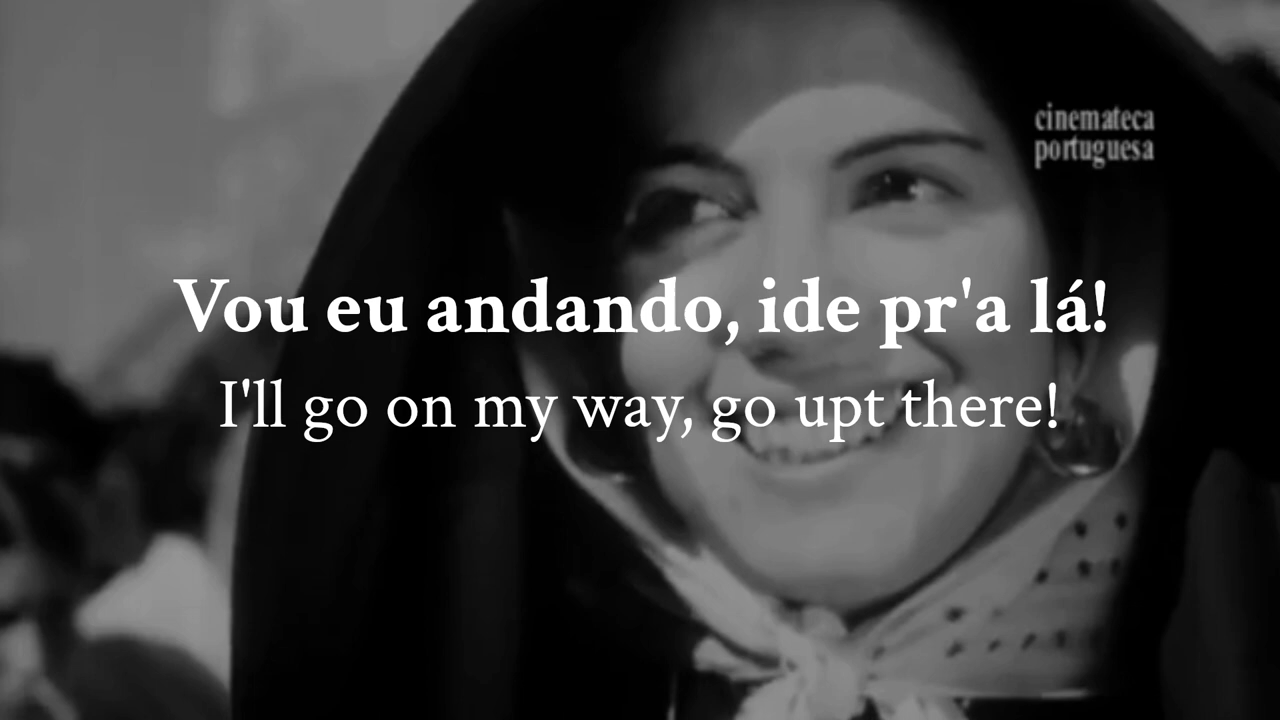 cinemateca
portuguesa
Vou eu andando, ide pr'a lá!
I'll go on my way, go upt there!